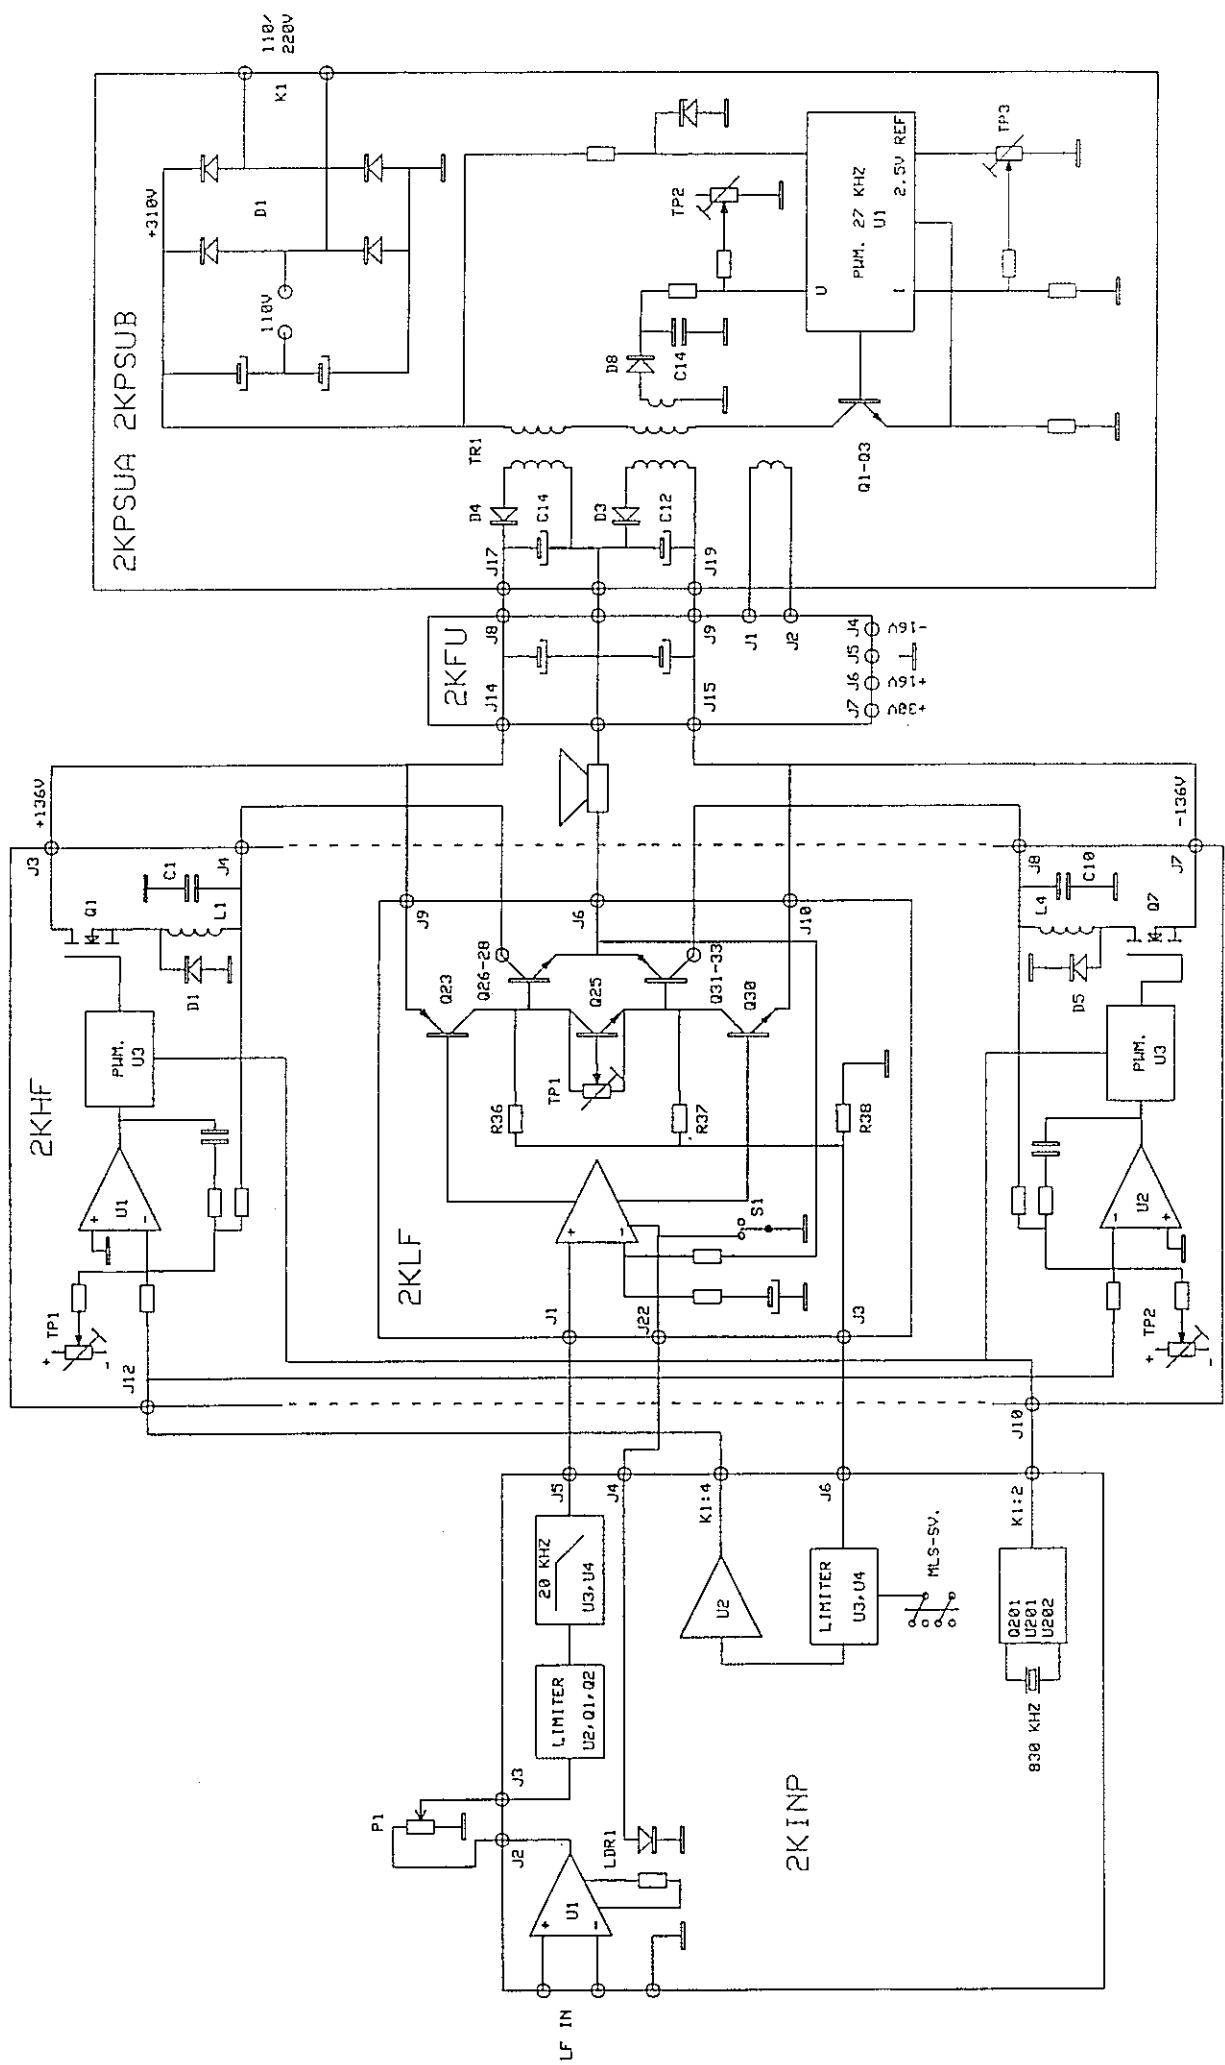 2KINP
LF IN
U1
+
-
J2
P1
J3
LDR1
LIMITER
U2,Q1,Q2
20 KHZ
U3,U4
J5
J4
K1:4
U2
LIMITER
U3,U4
J6
MLS-SV.
830 KHZ
Q201
U201
U202
K1:2
2KHF
J12
TP1
+
-
U1
+
-
PWM.
U3
Q1
D1
L1
C1
J3
+136V
J4
J10
TP2
+
-
U2
-
+
PWM.
U3
D5
L4
C10
Q7
J8
J7
-136V
2KLF
J1
J22
J3
+
-
S1
R36
R37
R38
TP1
Q23
Q26-28
Q25
Q31-33
Q30
J9
J6
J10
2KFU
J14
J15
J8
J9
J1
J2
J7 J6 J5 J4
+30V
+16V
-16V
2KPSUA 2KPSUB
J17
J19
D4
C14
D3
C12
TR1
+310V
110V
D1
K1
110/
220V
D8
C14
TP2
Q1-Q3
PWM. 27 KHZ
U1
U
I
2.5V REF
TP3